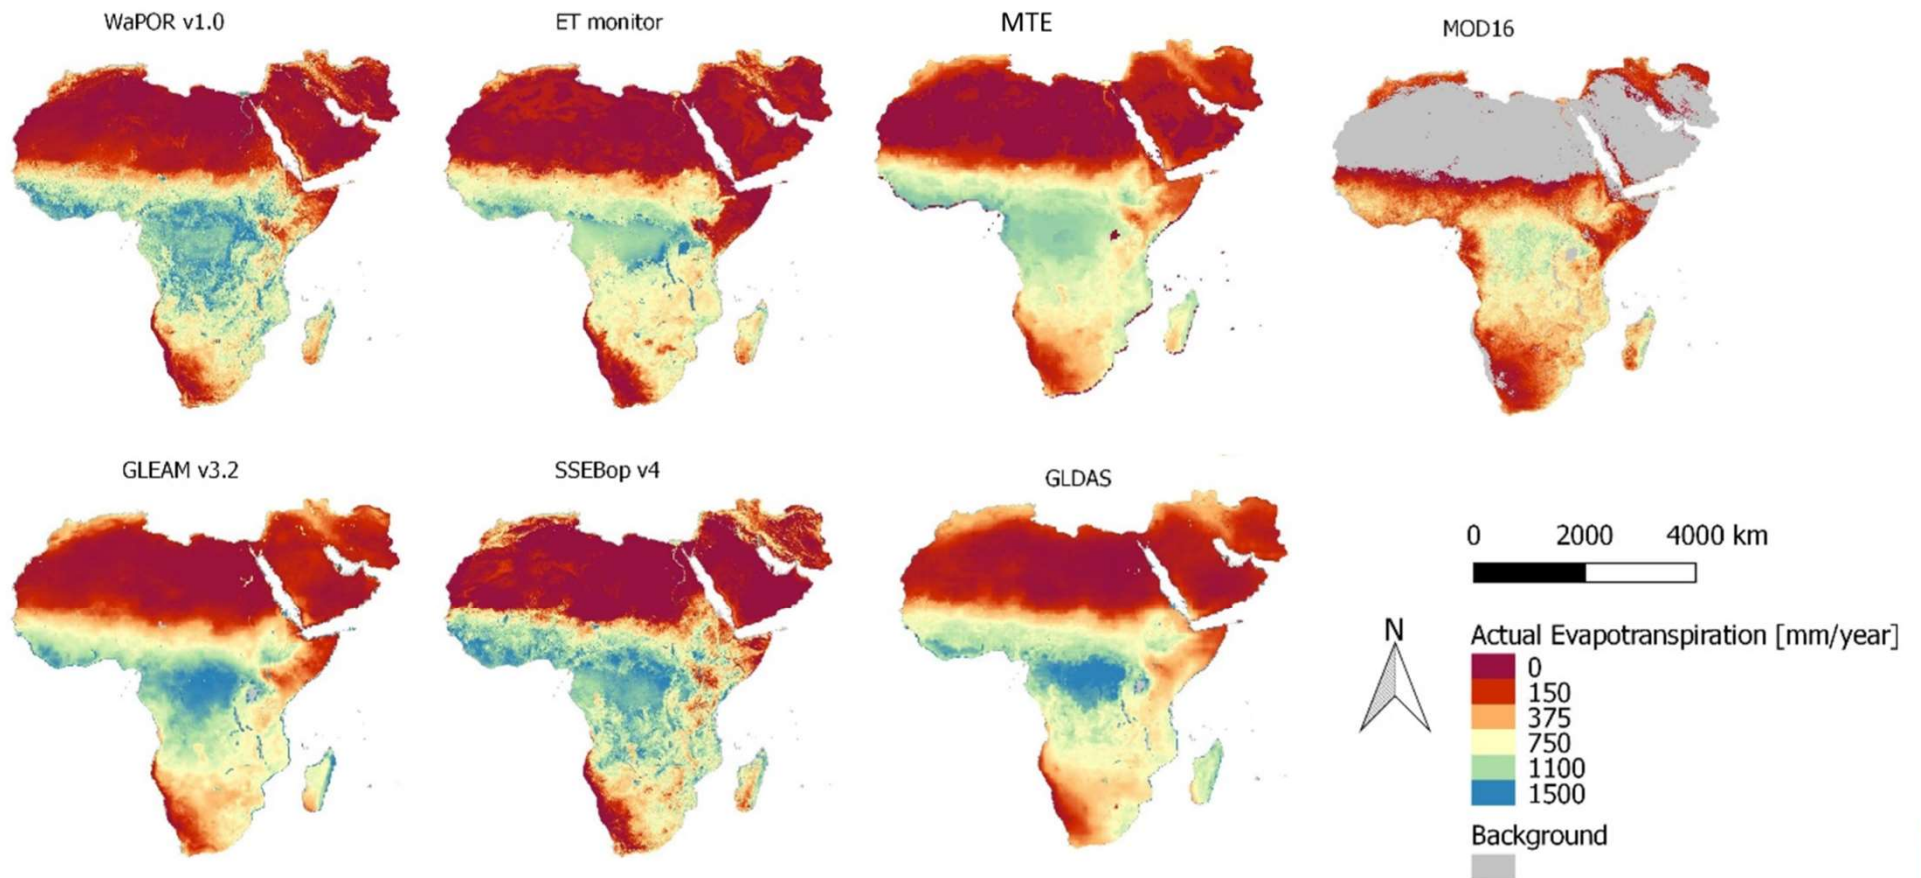 WaPOR v1.0
ET monitor
MTE
MOD16
GLEAM v3.2
SSEBop v4
GLDAS
0 2000 4000 km
N
Actual Evapotranspiration [mm/year]
0
150
375
750
1100
1500
Background